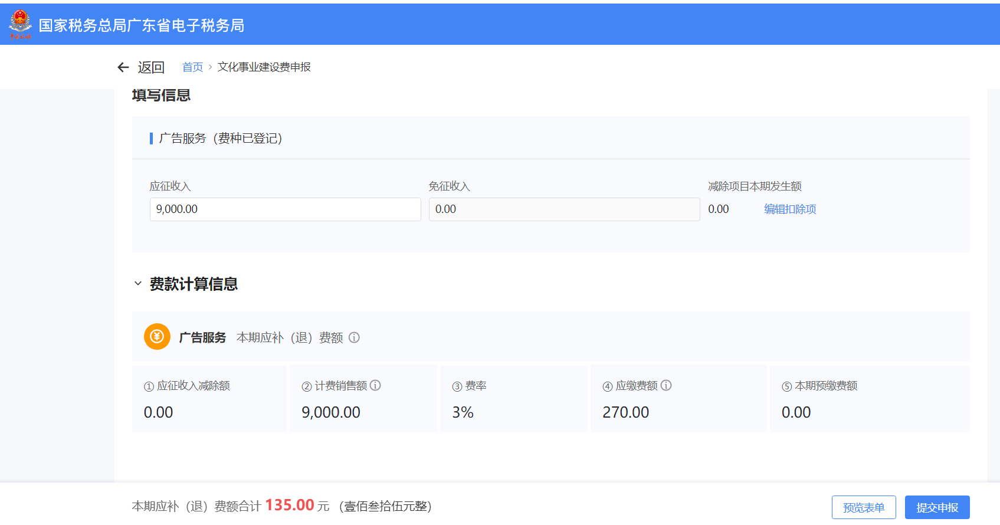 国家税务总局广东省电子税务局
返回 首页 > 文化事业建设费申报
填写信息
广告服务（费种已登记）
应征收入 免征收入 减除项目本期发生额
9,000.00 0.00 0.00 编辑扣除项
费款计算信息
广告服务 本期应补（退）费额
① 应征收入减除额 ② 计费销售额 ③ 费率 ④ 应缴费额 ⑤ 本期预缴费额
0.00 9,000.00 3% 270.00 0.00
本期应补（退）费额合计 135.00 元 （壹佰叁拾伍元整） 预览表单 提交申报